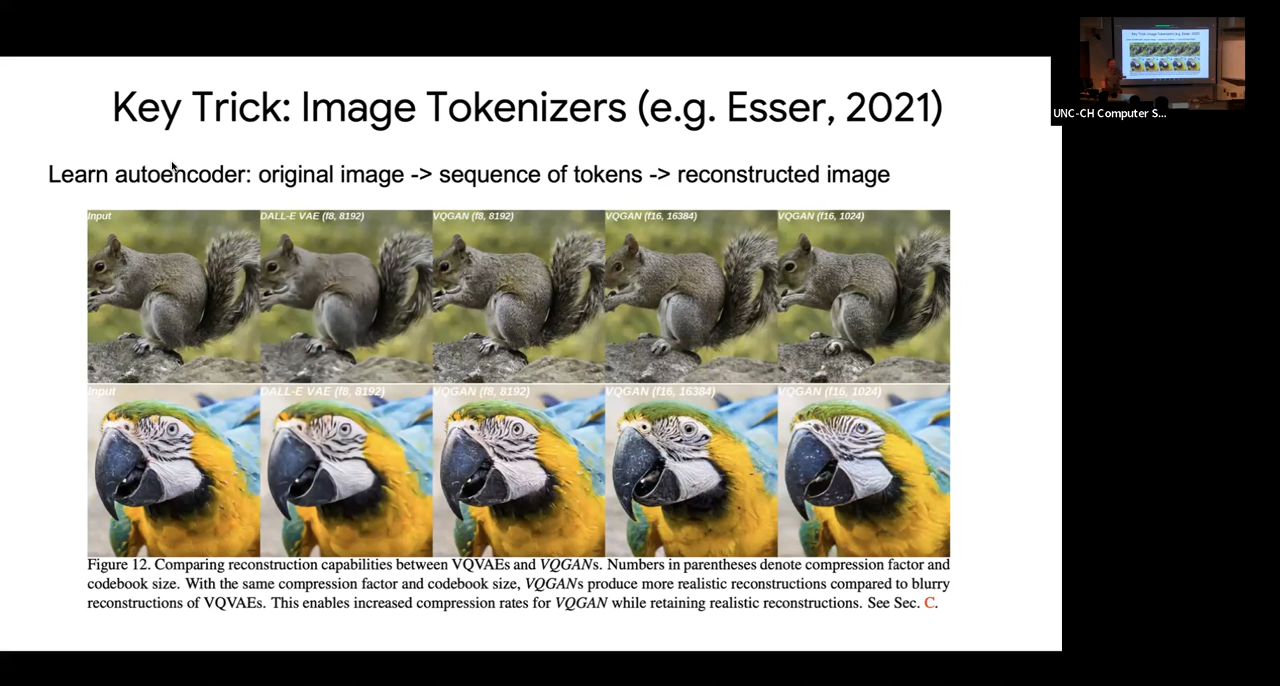 Key Trick: Image Tokenizers (e.g. Esser, 2021)
Learn autoencoder: original image -> sequence of tokens -> reconstructed image
Input DALL-E VAE (f8, 8192) VQGAN (f8, 8192) VQGAN (f16, 16384) VQGAN (f16, 1024)
Input DALL-E VAE (f8, 8192) VQGAN (f8, 8192) VQGAN (f16, 16384) VQGAN (f16, 1024)
Figure 12. Comparing reconstruction capabilities between VQVAEs and VQGANs. Numbers in parentheses denote compression factor and
codebook size. With the same compression factor and codebook size, VQGANs produce more realistic reconstructions compared to blurry
reconstructions of VQVAEs. This enables increased compression rates for VQGAN while retaining realistic reconstructions. See Sec. C.
UNC-CH Computer S...